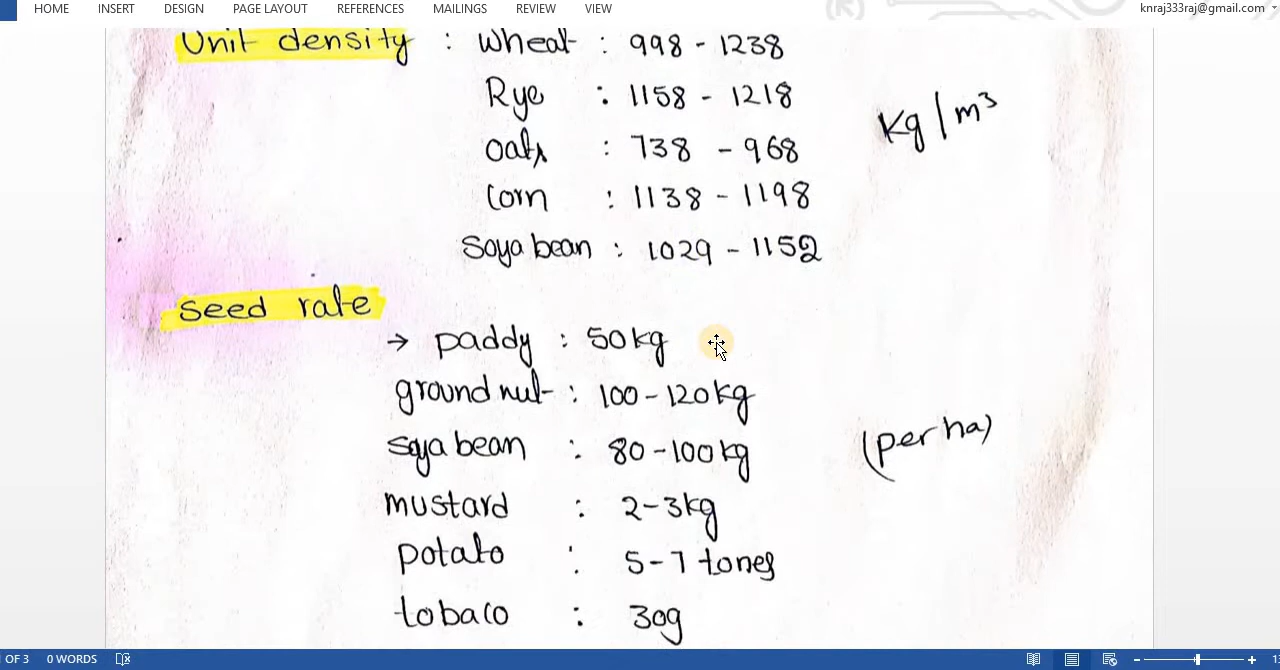 HOME INSERT DESIGN PAGE LAYOUT REFERENCES MAILINGS REVIEW VIEW knraj333raj@gmail.com
Unit density : Wheat : 998 - 1238
Rye : 1158 - 1218
kg/m³
oats : 738 - 968
Corn : 1138 - 1198
Soya bean : 1029 - 1152
Seed rate
→ paddy : 50kg
ground nut : 100-120kg
(per ha)
soya bean : 80-100kg
mustard : 2-3kg
potato : 5-7 tones
tobaco : 30g
OF 3 0 WORDS